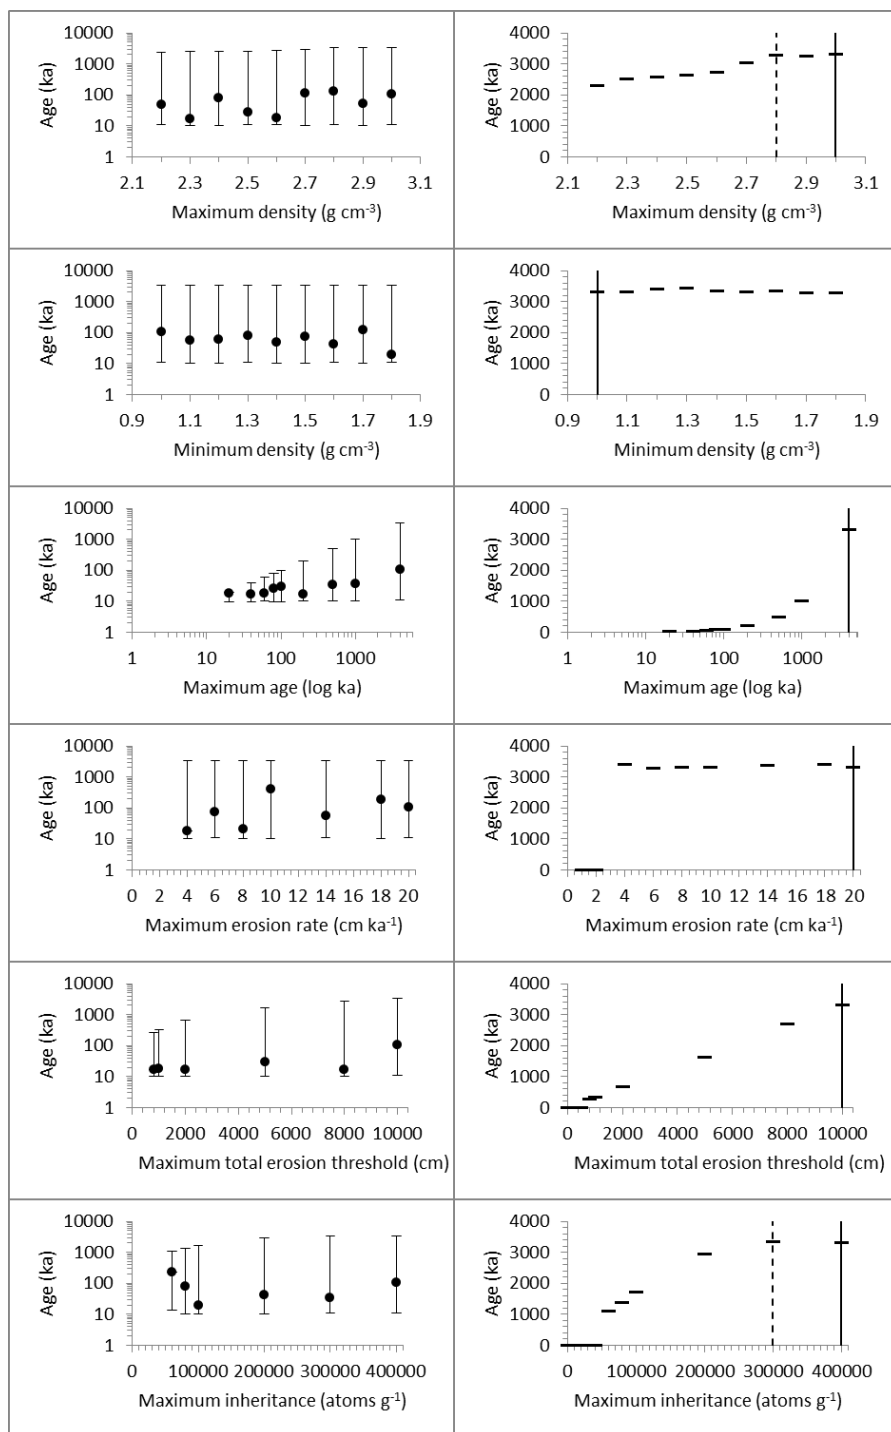 10000
1000
100
10
1
Age (ka)
2.1 2.3 2.5 2.7 2.9 3.1
Maximum density (g cm⁻³)
4000
3000
2000
1000
0
Age (ka)
2.1 2.3 2.5 2.7 2.9 3.1
Maximum density (g cm⁻³)
10000
1000
100
10
1
Age (ka)
0.9 1.1 1.3 1.5 1.7 1.9
Minimum density (g cm⁻³)
4000
3000
2000
1000
0
Age (ka)
0.9 1.1 1.3 1.5 1.7 1.9
Minimum density (g cm⁻³)
10000
1000
100
10
1
Age (ka)
1 10 100 1000
Maximum age (log ka)
4000
3000
2000
1000
0
Age (ka)
1 10 100 1000
Maximum age (log ka)
10000
1000
100
10
1
Age (ka)
0 2 4 6 8 10 12 14 16 18 20
Maximum erosion rate (cm ka⁻¹)
4000
3000
2000
1000
0
Age (ka)
0 2 4 6 8 10 12 14 16 18 20
Maximum erosion rate (cm ka⁻¹)
10000
1000
100
10
1
Age (ka)
0 2000 4000 6000 8000 10000
Maximum total erosion threshold (cm)
4000
3000
2000
1000
0
Age (ka)
0 2000 4000 6000 8000 10000
Maximum total erosion threshold (cm)
10000
1000
100
10
1
Age (ka)
0 100000 200000 300000 400000
Maximum inheritance (atoms g⁻¹)
4000
3000
2000
1000
0
Age (ka)
0 100000 200000 300000 400000
Maximum inheritance (atoms g⁻¹)